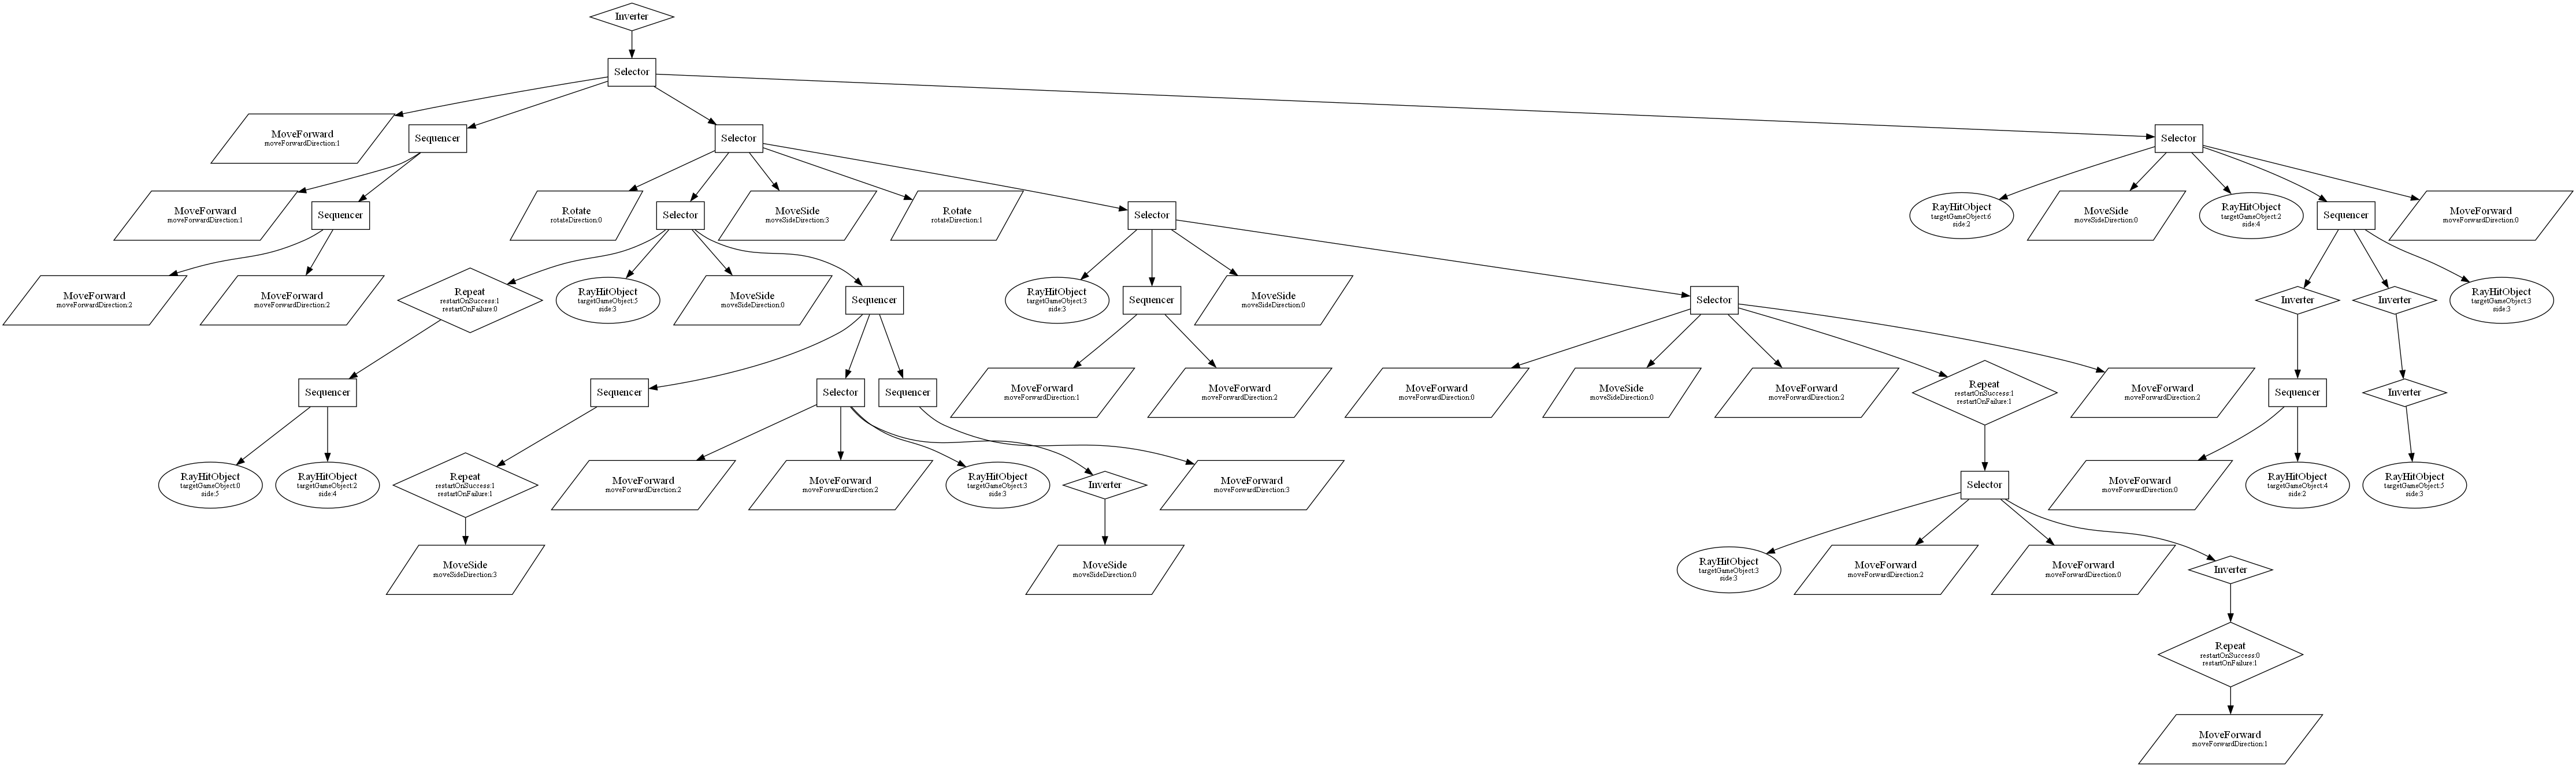 Inverter
Selector
MoveForward
moveForwardDirection:1
Sequencer
Selector
Selector
MoveForward
moveForwardDirection:1
Sequencer
Rotate
rotateDirection:0
Selector
MoveSide
moveSideDirection:3
Rotate
rotateDirection:1
Selector
RayHitObject
targetGameObject:6
side:2
MoveSide
moveSideDirection:0
RayHitObject
targetGameObject:2
side:4
Sequencer
MoveForward
moveForwardDirection:0
MoveForward
moveForwardDirection:2
MoveForward
moveForwardDirection:2
Repeat
restartOnSuccess:1
restartOnFailure:0
RayHitObject
targetGameObject:5
side:3
MoveSide
moveSideDirection:0
Sequencer
RayHitObject
targetGameObject:3
side:3
Sequencer
MoveSide
moveSideDirection:0
Selector
Inverter
Inverter
RayHitObject
targetGameObject:3
side:3
Sequencer
Sequencer
Selector
Sequencer
MoveForward
moveForwardDirection:1
MoveForward
moveForwardDirection:2
MoveForward
moveForwardDirection:0
MoveSide
moveSideDirection:0
MoveForward
moveForwardDirection:2
Repeat
restartOnSuccess:1
restartOnFailure:1
MoveForward
moveForwardDirection:2
Sequencer
Inverter
RayHitObject
targetGameObject:0
side:5
RayHitObject
targetGameObject:2
side:4
Repeat
restartOnSuccess:1
restartOnFailure:1
MoveForward
moveForwardDirection:2
MoveForward
moveForwardDirection:2
RayHitObject
targetGameObject:3
side:3
Inverter
MoveForward
moveForwardDirection:3
Selector
MoveForward
moveForwardDirection:0
RayHitObject
targetGameObject:4
side:2
RayHitObject
targetGameObject:5
side:3
MoveSide
moveSideDirection:3
MoveSide
moveSideDirection:0
RayHitObject
targetGameObject:3
side:3
MoveForward
moveForwardDirection:2
MoveForward
moveForwardDirection:0
Inverter
Repeat
restartOnSuccess:0
restartOnFailure:1
MoveForward
moveForwardDirection:1